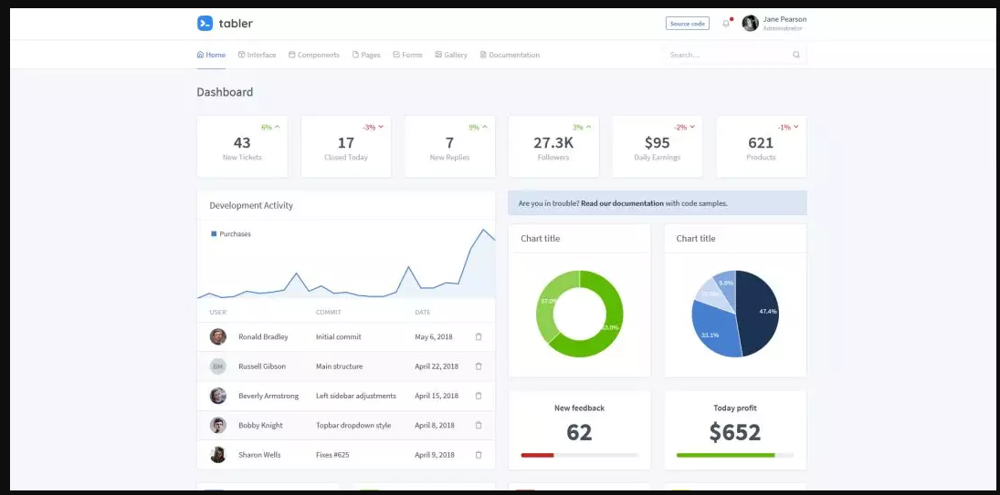 tabler
Source code
Jane Pearson
Administrator
Home Interface Components Pages Forms Gallery Documentation
Search...
Dashboard
6%
43
New Tickets
-3%
17
Closed Today
9%
7
New Replies
3%
27.3K
Followers
-2%
$95
Daily Earnings
-1%
621
Products
Development Activity
Purchases
USER COMMIT DATE
Ronald Bradley Initial commit May 6, 2018
Russell Gibson Main structure April 22, 2018
Beverly Armstrong Left sidebar adjustments April 15, 2018
Bobby Knight Topbar dropdown style April 8, 2018
Sharon Wells Fixes #625 April 9, 2018
Are you in trouble? Read our documentation with code samples.
Chart title
37.0%
63.0%
Chart title
9.0%
47.4%
33.1%
New feedback
62
Today profit
$652